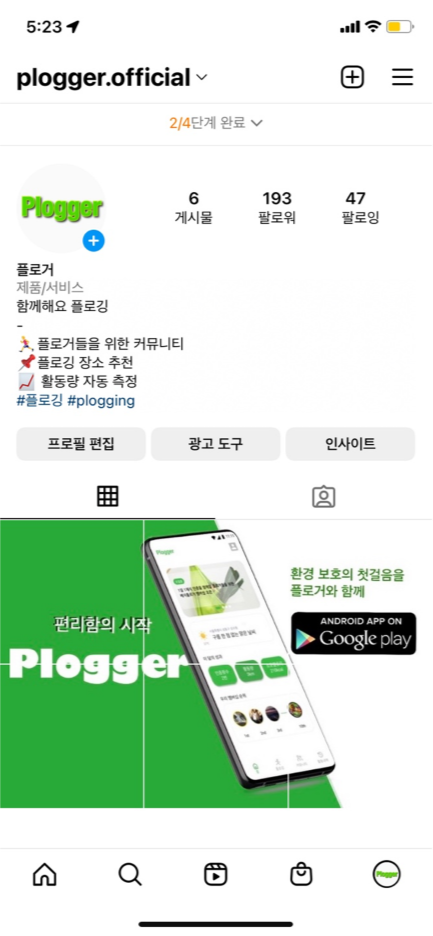 5:23
plogger.official
2/4단계 완료
Plogger
6
게시물
193
팔로워
47
팔로잉
플로거
제품/서비스
함께해요 플로깅
-
플로거들을 위한 커뮤니티
플로깅 장소 추천
활동량 자동 측정
#플로깅 #plogging
프로필 편집
광고 도구
인사이트
편리함의 시작
Plogger
Plogger
환경 보호의 첫걸음을
플로거와 함께
ANDROID APP ON
Google play
Plogger